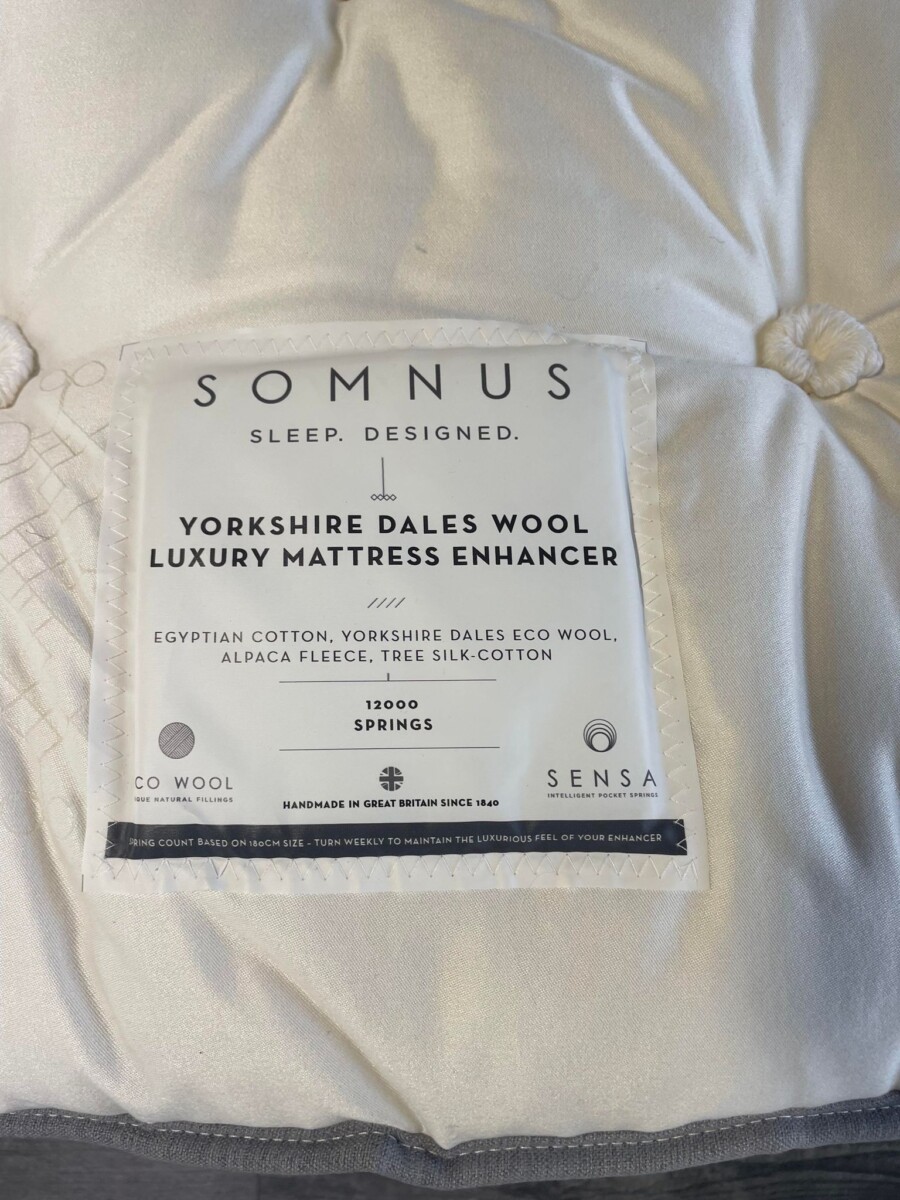 SOMNUS
SLEEP. DESIGNED.
YORKSHIRE DALES WOOL
LUXURY MATTRESS ENHANCER
EGYPTIAN COTTON, YORKSHIRE DALES ECO WOOL,
ALPACA FLEECE, TREE SILK-COTTON
12000
SPRINGS
CO WOOL
QUE NATURAL FILLINGS
HANDMADE IN GREAT BRITAIN SINCE 1840
SENSA
INTELLIGENT POCKET SPRINGS
RING COUNT BASED ON 180CM SIZE - TURN WEEKLY TO MAINTAIN THE LUXURIOUS FEEL OF YOUR ENHANCER